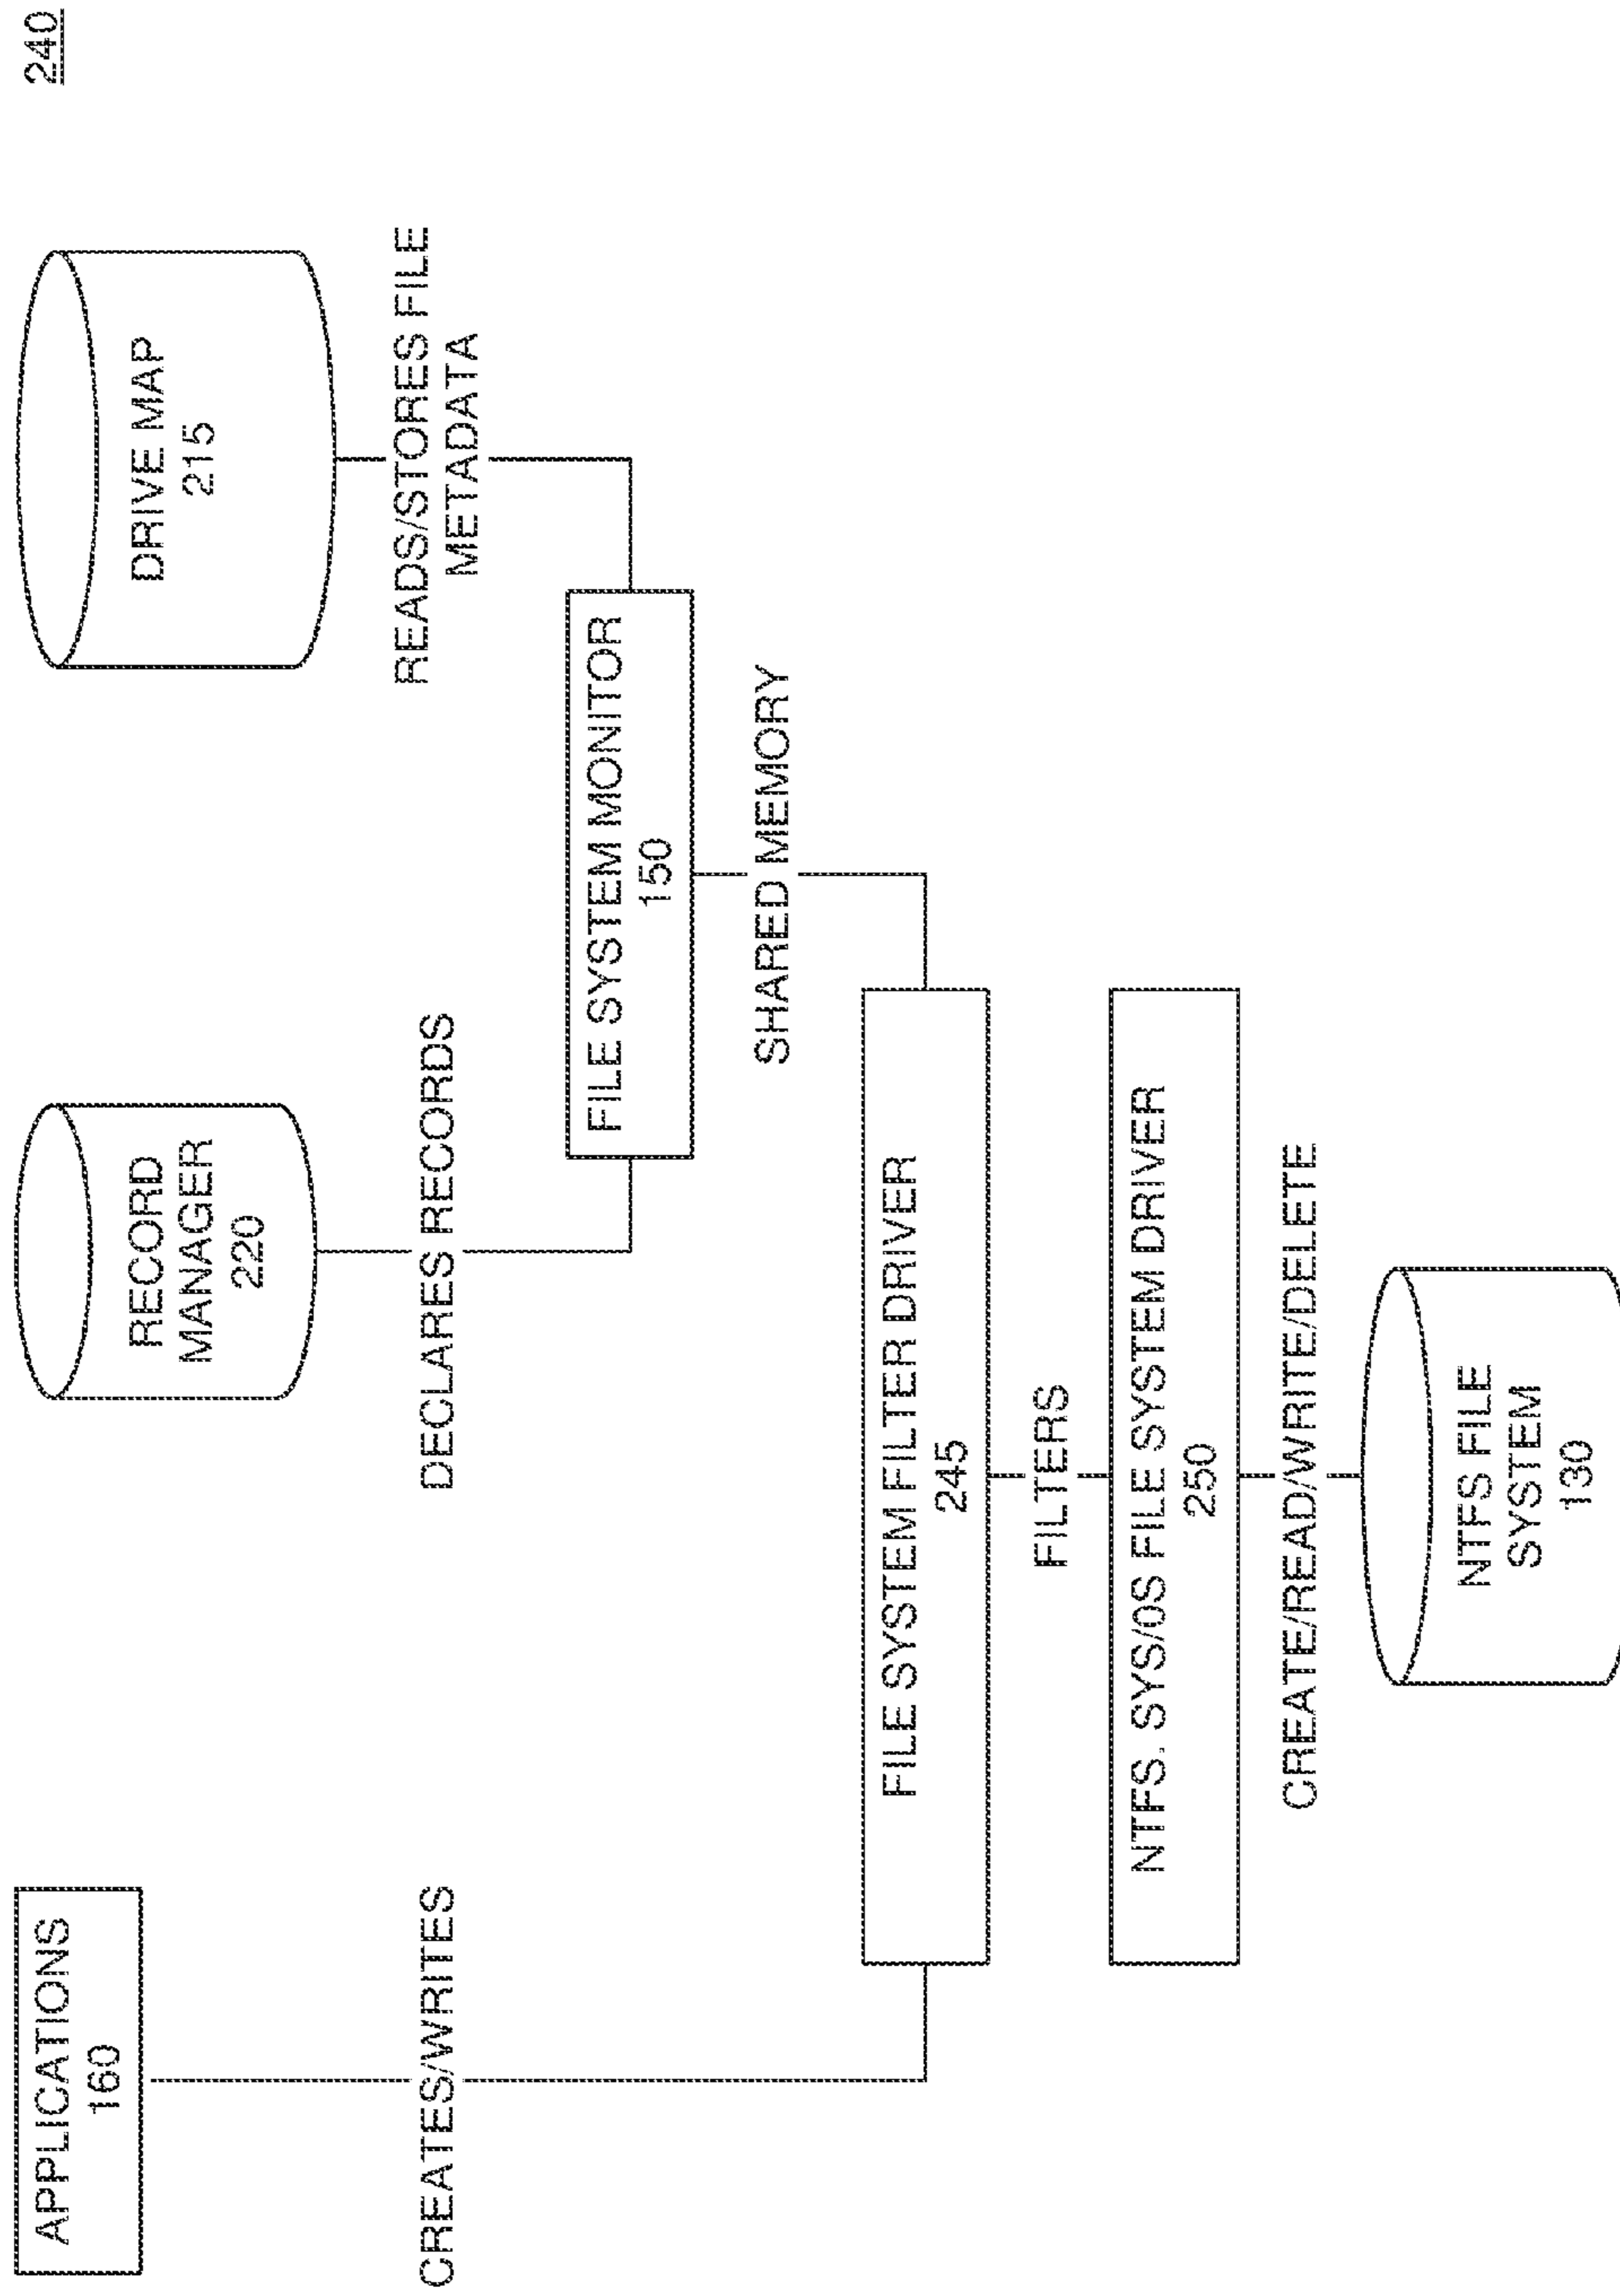 240
APPLICATIONS
160
RECORD
MANAGER
220
DRIVE MAP
215
CREATES/WRITES
DECLARES RECORDS
READS/STORES FILE
METADATA
FILE SYSTEM MONITOR
150
SHARED MEMORY
FILE SYSTEM FILTER DRIVER
245
FILTERS
NTFS. SYS/0S FILE SYSTEM DRIVER
250
CREATE/READ/WRITE/DELETE
NTFS FILE
SYSTEM
130